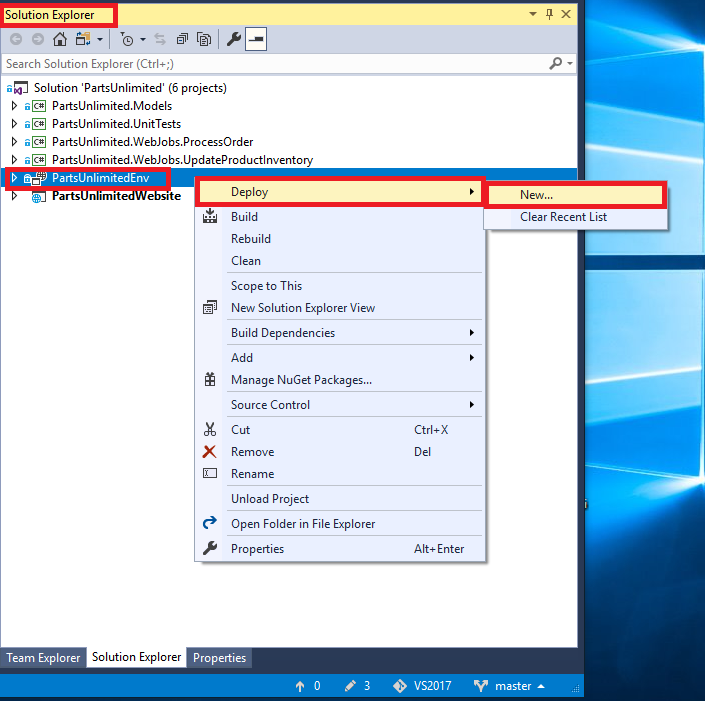 Solution Explorer
Search Solution Explorer (Ctrl+;)
Solution 'PartsUnlimited' (6 projects)
C# PartsUnlimited.Models
C# PartsUnlimited.UnitTests
C# PartsUnlimited.WebJobs.ProcessOrder
C# PartsUnlimited.WebJobs.UpdateProductInventory
PartsUnlimitedEnv
PartsUnlimitedWebsite
Deploy
New...
Clear Recent List
Build
Rebuild
Clean
Scope to This
New Solution Explorer View
Build Dependencies
Add
Manage NuGet Packages...
Source Control
Cut Ctrl+X
Remove Del
Rename
Unload Project
Open Folder in File Explorer
Properties Alt+Enter
Team Explorer Solution Explorer Properties
0 3 VS2017 master